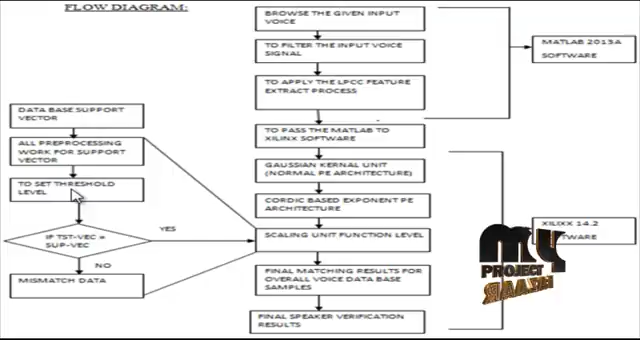 FLOW DIAGRAM:
BROWSE THE GIVEN INPUT
VOICE
TO FILTER THE INPUT VOICE
SIGNAL
TO APPLY THE LPCC FEATURE
EXTRACT PROCESS
TO PASS THE MATLAB TO
XILINX SOFTWARE
GAUSSIAN KERNAL UNIT
(NORMAL PE ARCHITECTURE)
CORDIC BASED EXPONENT PE
ARCHITECTURE
SCALING UNIT FUNCTION LEVEL
FINAL MATCHING RESULTS FOR
OVERALL VOICE DATA BASE
SAMPLES
FINAL SPEAKER VERIFICATION
RESULTS
MATLAB 2013A
SOFTWARE
DATA BASE SUPPORT
VECTOR
ALL PREPROCESSING
WORK FOR SUPPORT
VECTOR
TO SET THRESHOLD
LEVEL
IF TST-VEC =
SUP-VEC
YES
NO
MISMATCH DATA
14.2
MY
PROJECT
BAZAAR